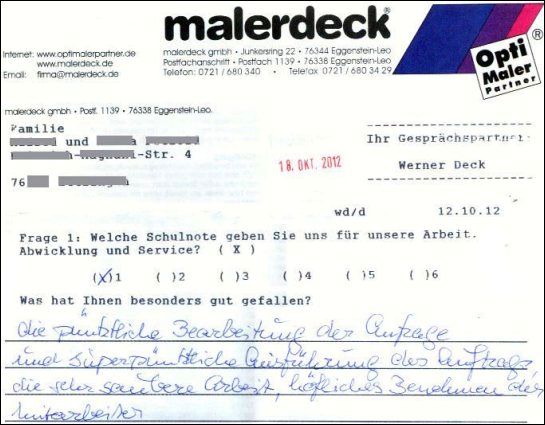 malerdeck®
Internet: www.optimalerpartner.de
www.malerdeck.de
Email: firma@malerdeck.de
malerdeck gmbh • Junkersring 22 • 76344 Eggenstein-Leo
Postfachanschrift • Postfach 1139 • 76338 Eggenstein-Leo
Telefon: 0721 / 680 340 • Telefax 0721 / 680 34 29
®
Opti
Maler
Partner
malerdeck gmbh • Postf. 1139 • 76338 Eggenstein-Leo.
Familie
und
-Str. 4
76
18. OKT. 2012
Ihr Gesprächspartner:
Werner Deck
wd/d 12.10.12
Frage 1: Welche Schulnote geben Sie uns für unsere Arbeit.
Abwicklung und Service? ( X )
(X)1 ( )2 ( )3 ( )4 ( )5 ( )6
Was hat Ihnen besonders gut gefallen?
die pünktliche Bearbeitung der Anfrage
und superpünktliche Ausführung des Auftrags,
die sehr saubere Arbeit, höfliches Benehmen der
Mitarbeiter